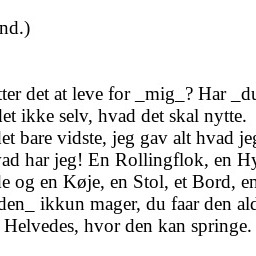 nd.)
tter det at leve for _mig_? Har _du
let ikke selv, hvad det skal nytte.
let bare vidste, jeg gav alt hvad jeg
ad har jeg! En Rollingflok, en Hy
le og en Køje, en Stol, et Bord, en
den_ ikkun mager, du faar den ald
Helvedes, hvor den kan springe.